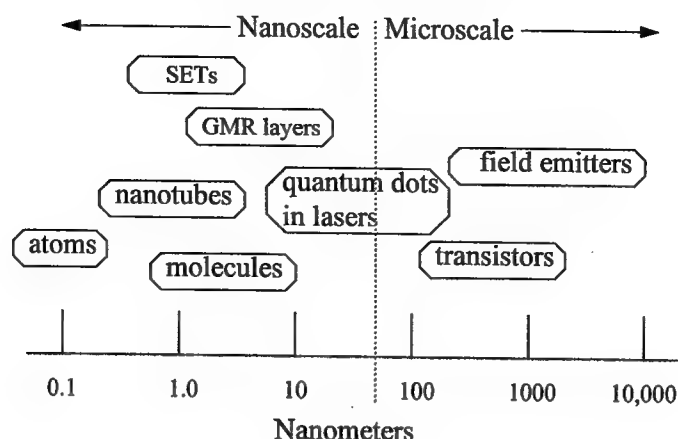 Nanoscale Microscale
SETs
GMR layers
field emitters
quantum dots
in lasers
nanotubes
atoms
molecules
transistors
0.1 1.0 10 100 1000 10,000
Nanometers